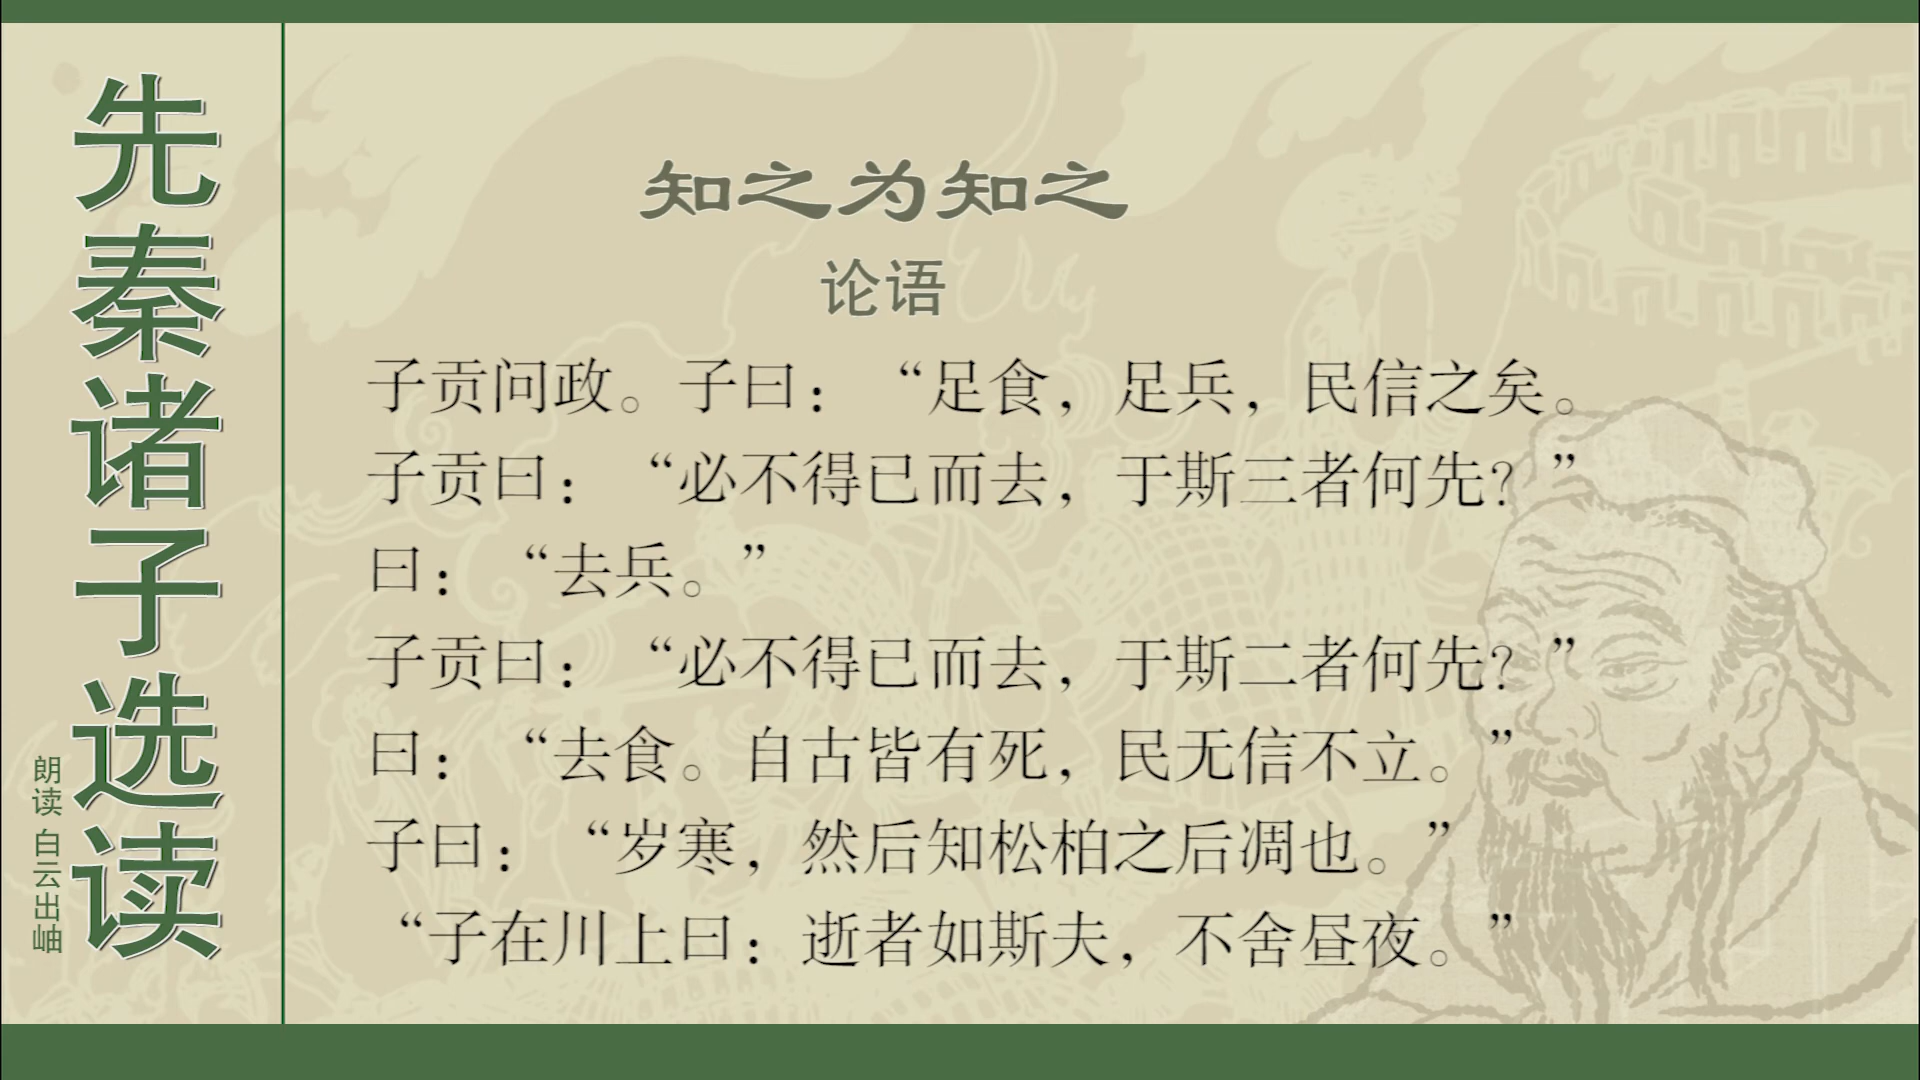 先秦诸子选读
朗读 白云出岫
知之为知之
论语
子贡问政。子曰：“足食，足兵，民信之矣。
子贡曰：“必不得已而去，于斯三者何先？”
曰：“去兵。”
子贡曰：“必不得已而去，于斯二者何先？”
曰：“去食。自古皆有死，民无信不立。”
子曰：“岁寒，然后知松柏之后凋也。”
“子在川上曰：逝者如斯夫，不舍昼夜。”